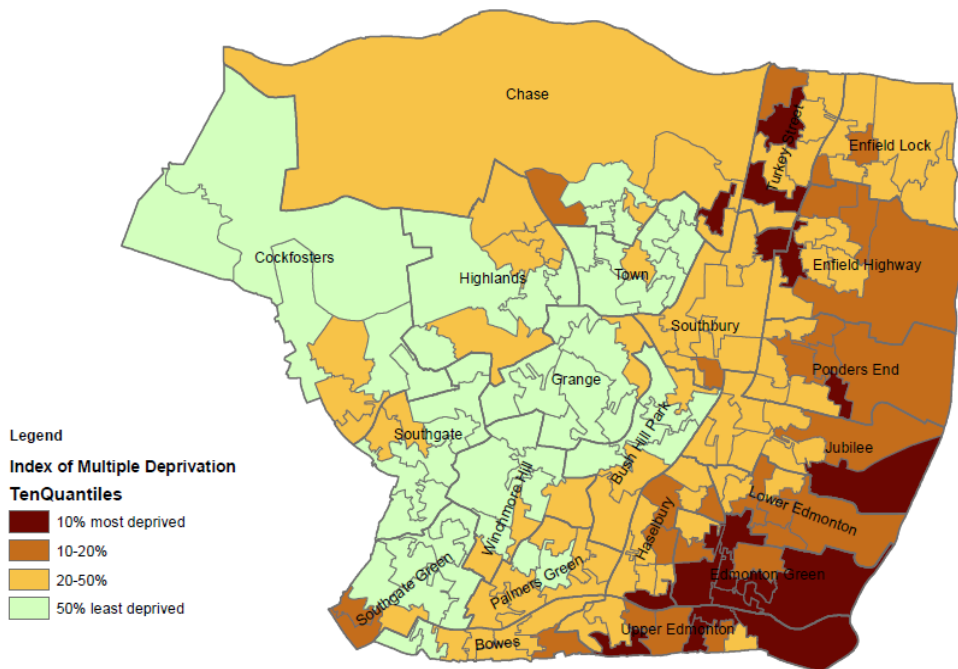 Chase
Turkey Street
Enfield Lock
Cockfosters
Highlands
Town
Enfield Highway
Southbury
Grange
Ponders End
Southgate
Bush Hill Park
Jubilee
Winchmore Hill
Haselbury
Lower Edmonton
Southgate Green
Palmers Green
Edmonton Green
Bowes
Upper Edmonton
Legend
Index of Multiple Deprivation
TenQuantiles
10% most deprived
10-20%
20-50%
50% least deprived